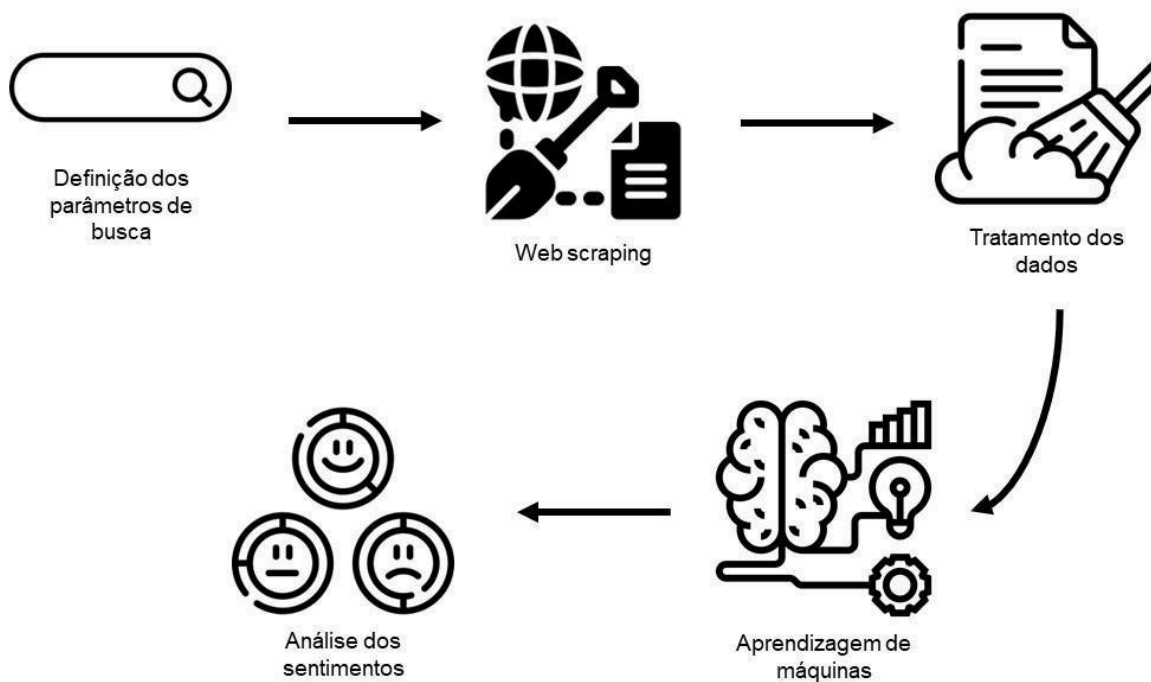 Definição dos
parâmetros de
busca
Web scraping
Tratamento dos
dados
Aprendizagem de
máquinas
Análise dos
sentimentos